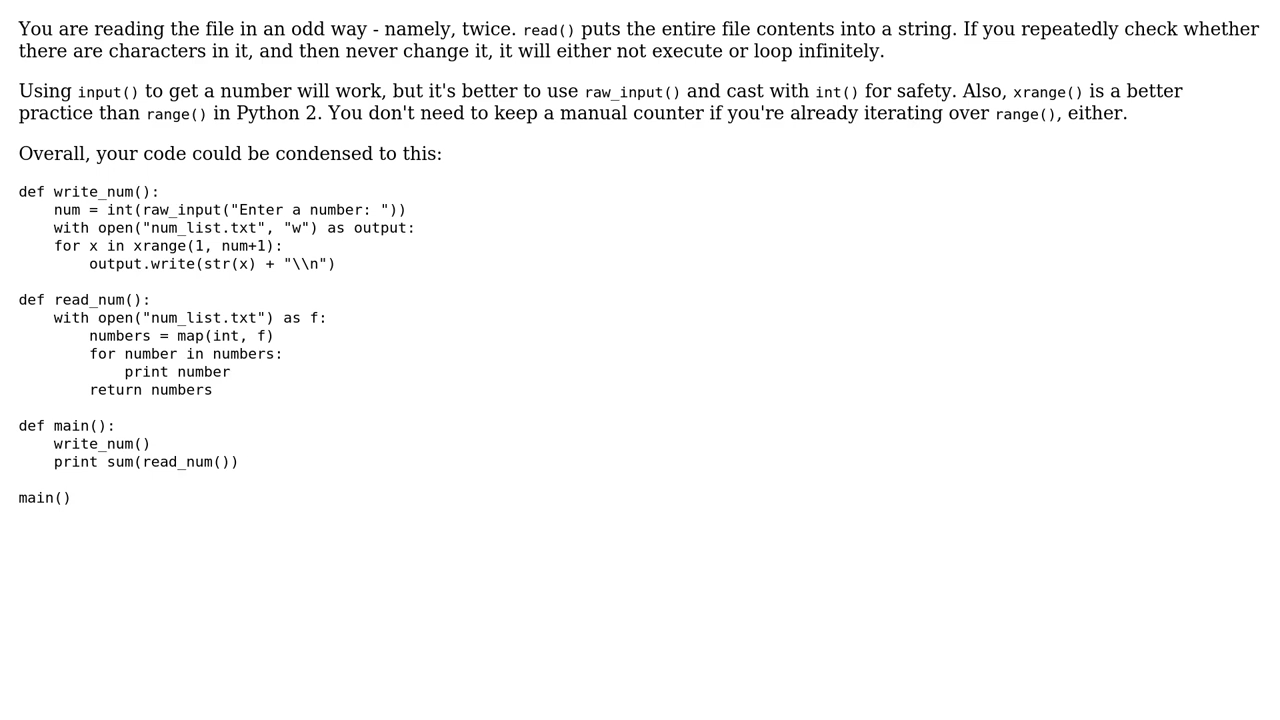 You are reading the file in an odd way - namely, twice. read() puts the entire file contents into a string. If you repeatedly check whether
there are characters in it, and then never change it, it will either not execute or loop infinitely.
Using input() to get a number will work, but it's better to use raw_input() and cast with int() for safety. Also, xrange() is a better
practice than range() in Python 2. You don't need to keep a manual counter if you're already iterating over range(), either.
Overall, your code could be condensed to this:
def write_num():
    num = int(raw_input("Enter a number: "))
    with open("num_list.txt", "w") as output:
    for x in xrange(1, num+1):
        output.write(str(x) + "\\n")
def read_num():
    with open("num_list.txt") as f:
        numbers = map(int, f)
        for number in numbers:
            print number
        return numbers
def main():
    write_num()
    print sum(read_num())
main()